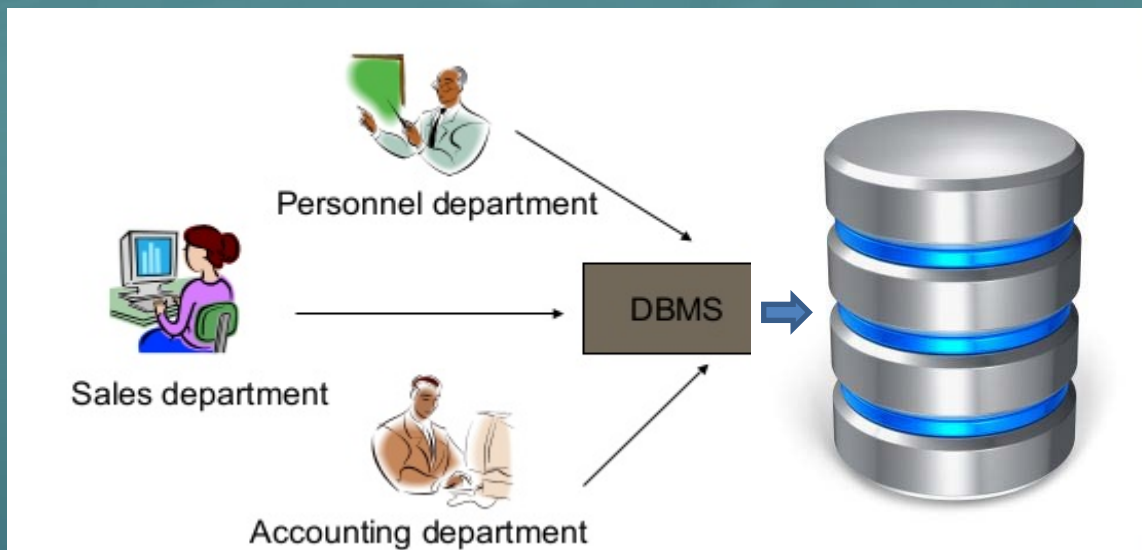 Personnel department
DBMS
Sales department
Accounting department